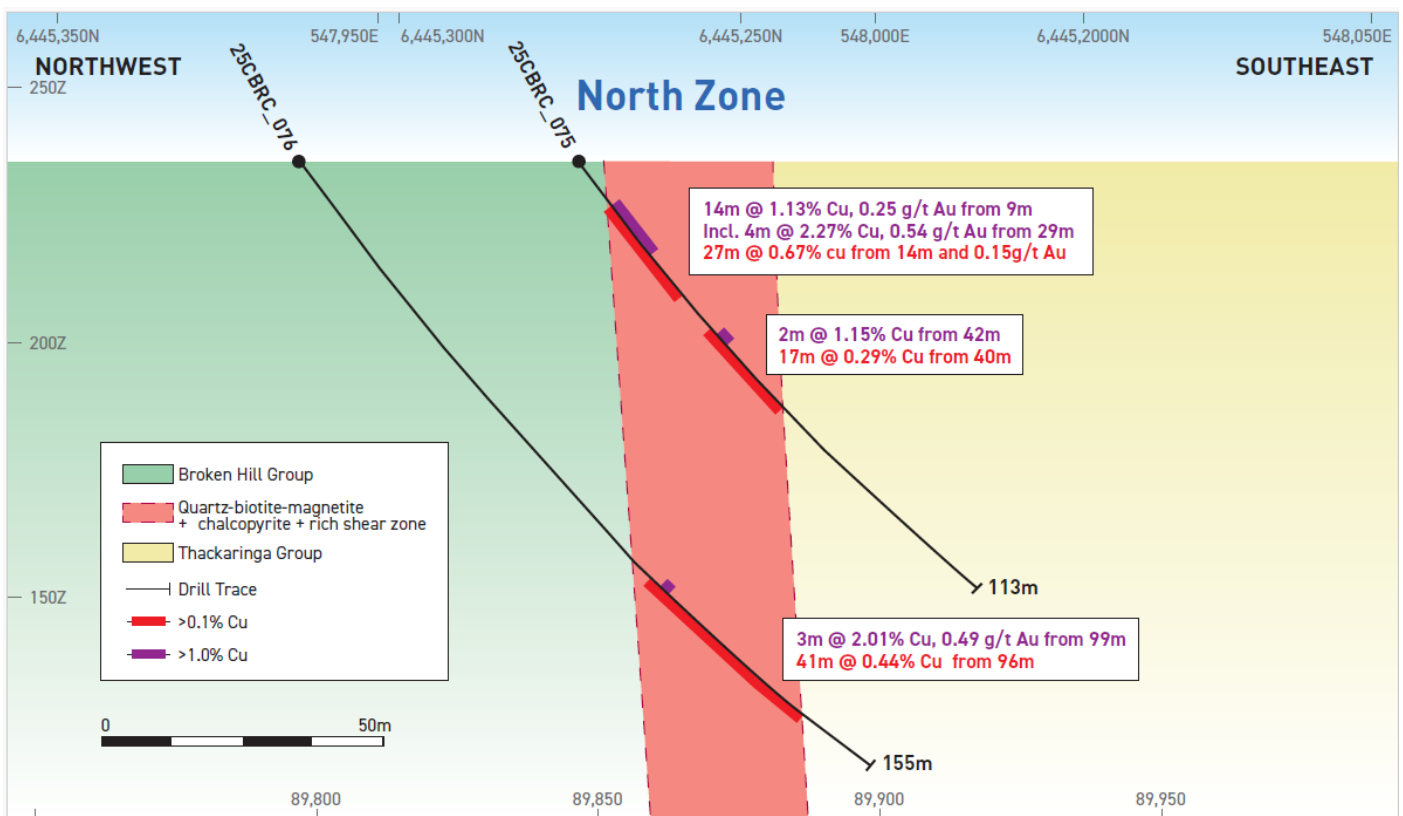 6,445,350N
547,950E
6,445,300N
6,445,250N
548,000E
6,445,2000N
548,050E
NORTHWEST
SOUTHEAST
250Z
25CBRC_076
25CBRC_075
North Zone
14m @ 1.13% Cu, 0.25 g/t Au from 9m
Incl. 4m @ 2.27% Cu, 0.54 g/t Au from 29m
27m @ 0.67% cu from 14m and 0.15g/t Au
200Z
2m @ 1.15% Cu from 42m
17m @ 0.29% Cu from 40m
Broken Hill Group
Quartz-biotite-magnetite
+ chalcopyrite + rich shear zone
Thackaringa Group
Drill Trace
>0.1% Cu
>1.0% Cu
150Z
113m
3m @ 2.01% Cu, 0.49 g/t Au from 99m
41m @ 0.44% Cu from 96m
0
50m
155m
89,800
89,850
89,900
89,950